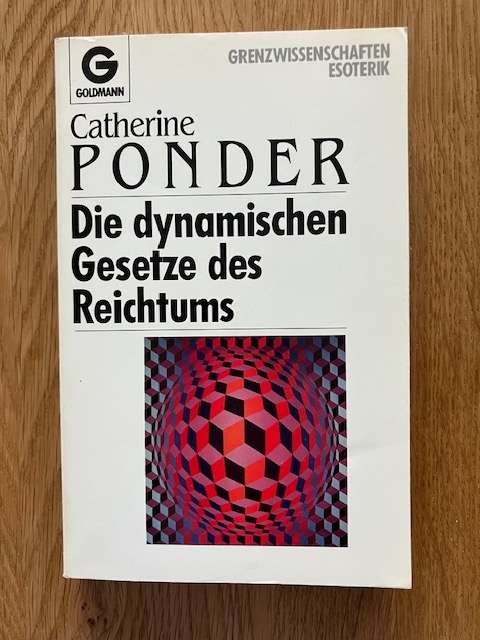 G
GOLDMANN
GRENZWISSENSCHAFTEN
ESOTERIK
Catherine
PONDER
Die dynamischen
Gesetze des
Reichtums